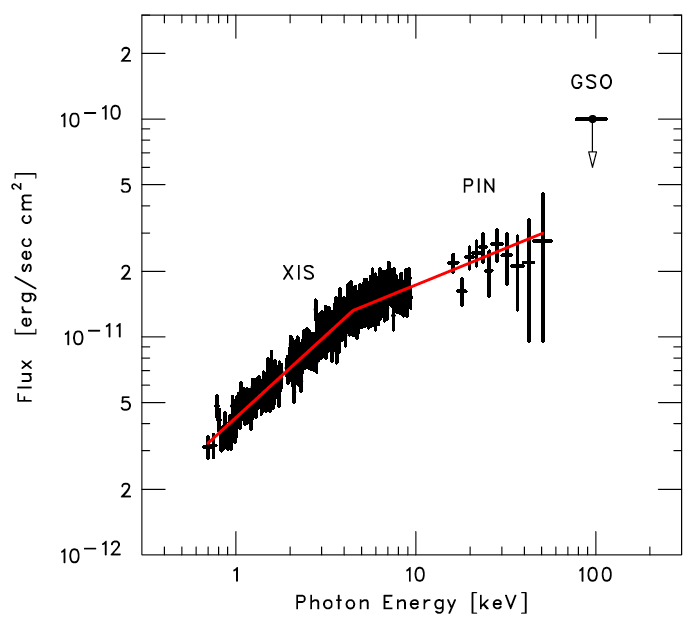 2
GSO
10−10
PIN
5
XIS
2
10−11
5
2
10−12
1
10
100
Photon Energy [keV]
Flux [erg/sec cm2]